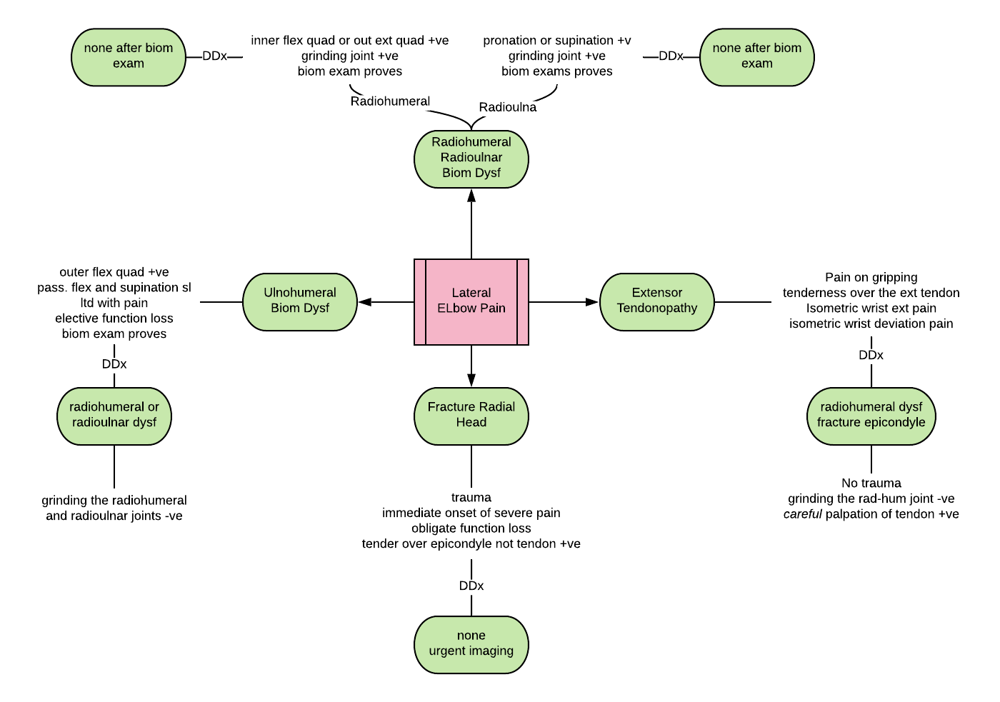 none after biom
exam
DDx
inner flex quad or out ext quad +ve
grinding joint +ve
biom exam proves
pronation or supination +v
grinding joint +ve
biom exams proves
DDx
none after biom
exam
Radiohumeral
Radioulna
Radiohumeral
Radioulnar
Biom Dysf
outer flex quad +ve
pass. flex and supination sl
ltd with pain
elective function loss
biom exam proves
Ulnohumeral
Biom Dysf
Lateral
ELbow Pain
Extensor
Tendonopathy
Pain on gripping
tenderness over the ext tendon
Isometric wrist ext pain
isometric wrist deviation pain
DDx
DDx
radiohumeral or
radioulnar dysf
Fracture Radial
Head
radiohumeral dysf
fracture epicondyle
grinding the radiohumeral
and radioulnar joints -ve
trauma
immediate onset of severe pain
obligate function loss
tender over epicondyle not tendon +ve
No trauma
grinding the rad-hum joint -ve
careful palpation of tendon +ve
DDx
none
urgent imaging